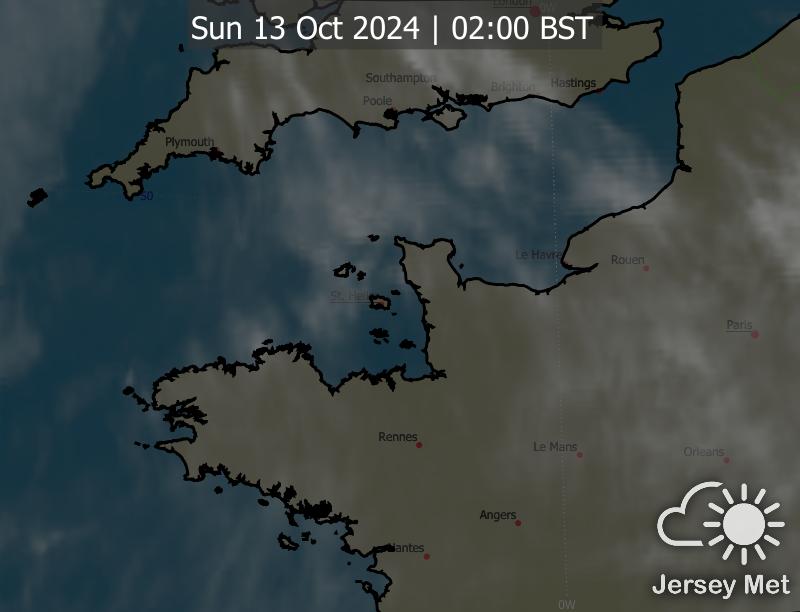 London
Sun 13 Oct 2024 | 02:00 BST
Southampton
Brighton
Hastings
Poole
Plymouth
50
Le Havre
Rouen
St. Helier
Paris
Rennes
Le Mans
Orleans
Angers
Nantes
Jersey Met
0W